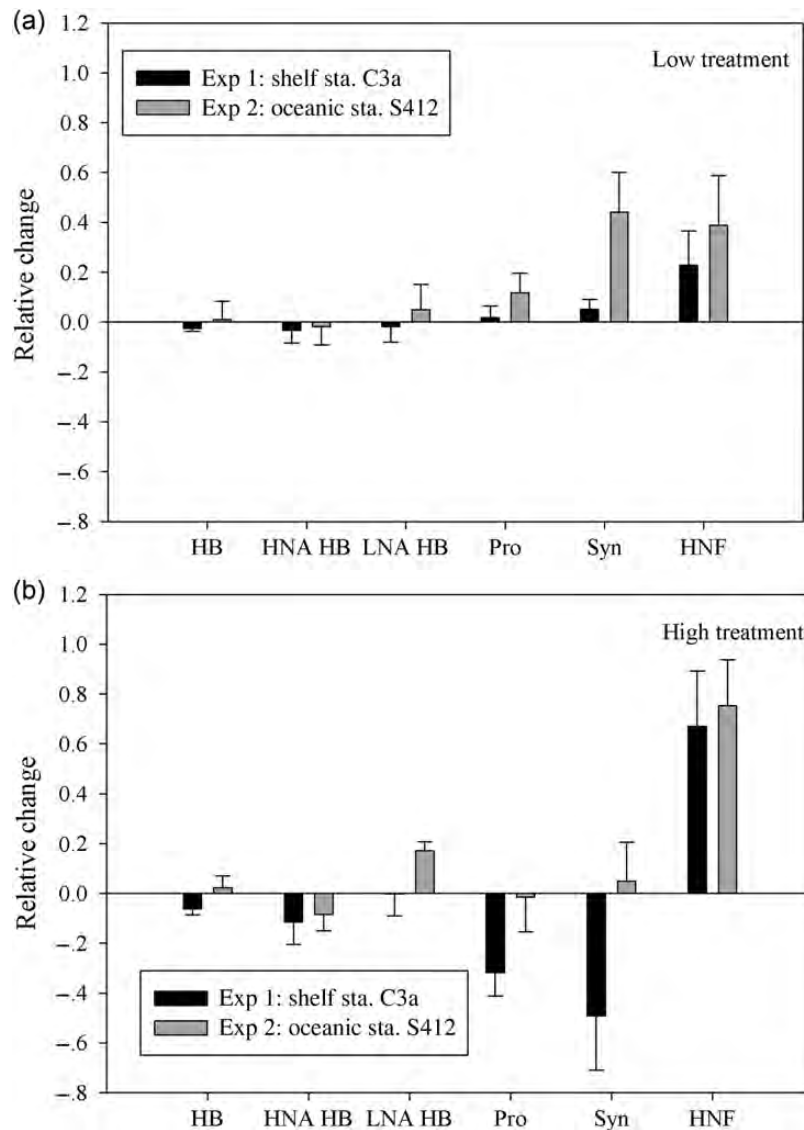 (a)
1.2
1.0
0.8
0.6
0.4
0.2
0.0
–.2
–.4
–.6
–.8
Relative change
Low treatment
Exp 1: shelf sta. C3a
Exp 2: oceanic sta. S412
HB HNA HB LNA HB Pro Syn HNF
(b)
1.2
1.0
0.8
0.6
0.4
0.2
0.0
–.2
–.4
–.6
–.8
Relative change
High treatment
Exp 1: shelf sta. C3a
Exp 2: oceanic sta. S412
HB HNA HB LNA HB Pro Syn HNF